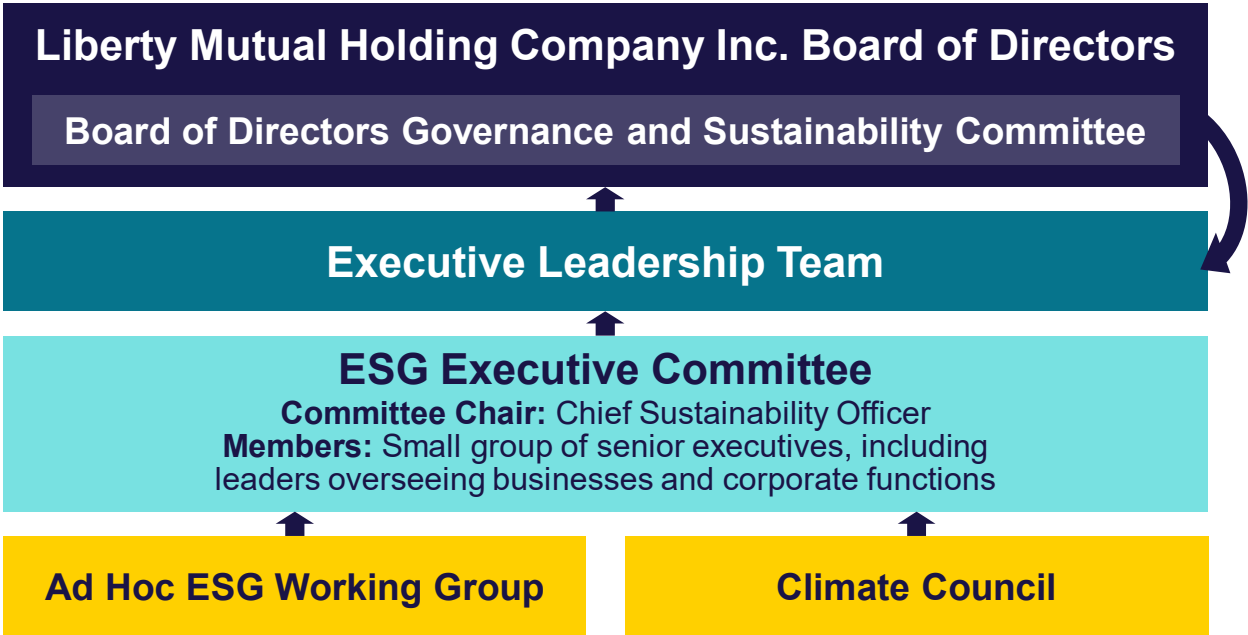 Liberty Mutual Holding Company Inc. Board of Directors
Board of Directors Governance and Sustainability Committee
Executive Leadership Team
ESG Executive Committee
Committee Chair: Chief Sustainability Officer
Members: Small group of senior executives, including
leaders overseeing businesses and corporate functions
Ad Hoc ESG Working Group
Climate Council